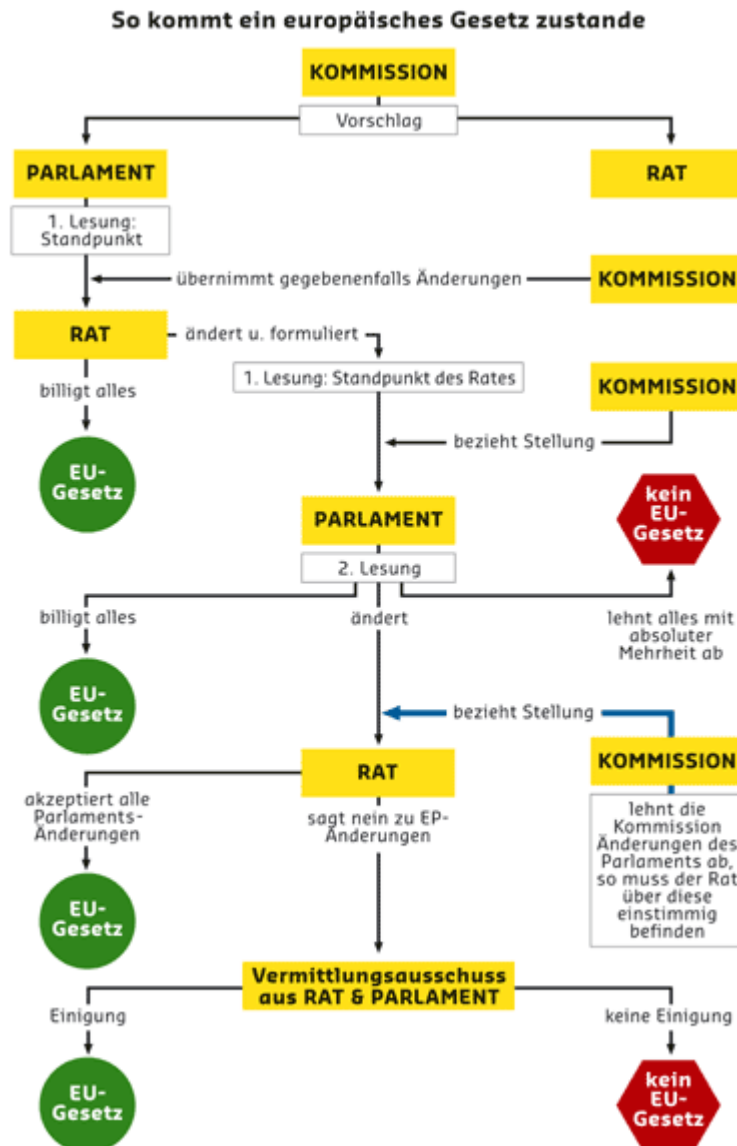 So kommt ein europäisches Gesetz zustande
KOMMISSION
Vorschlag
PARLAMENT
RAT
1. Lesung:
Standpunkt
übernimmt gegebenenfalls Änderungen
KOMMISSION
RAT
ändert u. formuliert
billigt alles
1. Lesung: Standpunkt des Rates
KOMMISSION
bezieht Stellung
EU-
Gesetz
PARLAMENT
kein
EU-
Gesetz
2. Lesung
billigt alles
ändert
lehnt alles mit
absoluter
Mehrheit ab
EU-
Gesetz
bezieht Stellung
RAT
KOMMISSION
akzeptiert alle
Parlaments-
Änderungen
sagt nein zu EP-
Änderungen
lehnt die
Kommission
Änderungen des
Parlaments ab,
so muss der Rat
über diese
einstimmig
befinden
EU-
Gesetz
Vermittlungsausschuss
aus RAT & PARLAMENT
Einigung
keine Einigung
EU-
Gesetz
kein
EU-
Gesetz